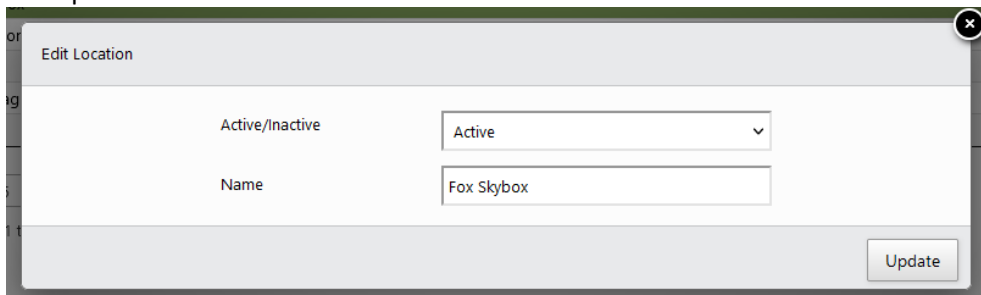 Edit Location
Active/Inactive
Active
Name
Fox Skybox
Update